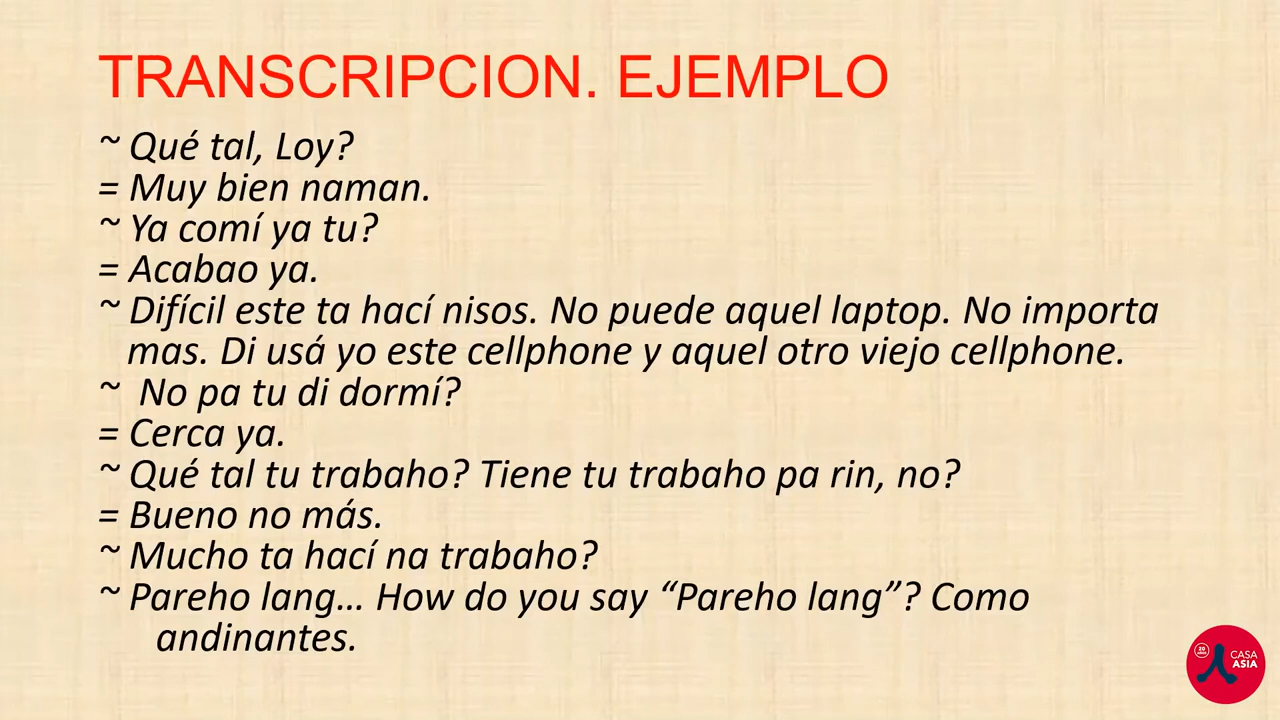 TRANSCRIPCION. EJEMPLO
~ Qué tal, Loy?
= Muy bien naman.
~ Ya comí ya tu?
= Acabao ya.
~ Difícil este ta hací nisos. No puede aquel laptop. No importa
mas. Di usá yo este cellphone y aquel otro viejo cellphone.
~ No pa tu di dormí?
= Cerca ya.
~ Qué tal tu trabaho? Tiene tu trabaho pa rin, no?
= Bueno no más.
~ Mucho ta hací na trabaho?
~ Pareho lang... How do you say “Pareho lang”? Como
andinantes.
20
años
CASA
ASIA